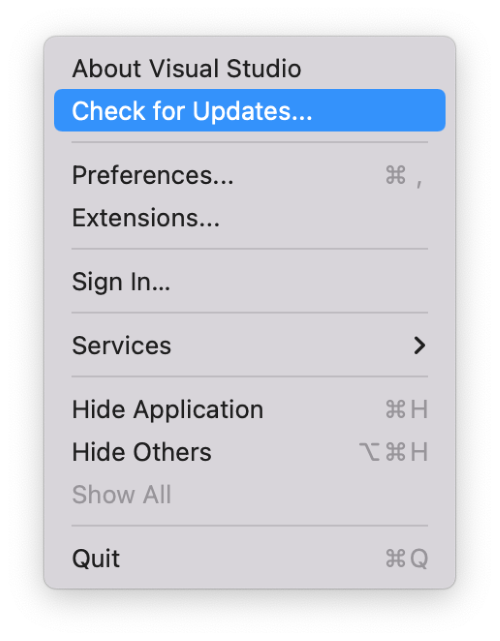 About Visual Studio
Check for Updates...
Preferences... ⌘ ,
Extensions...
Sign In...
Services
Hide Application ⌘H
Hide Others ⌥⌘H
Show All
Quit ⌘Q